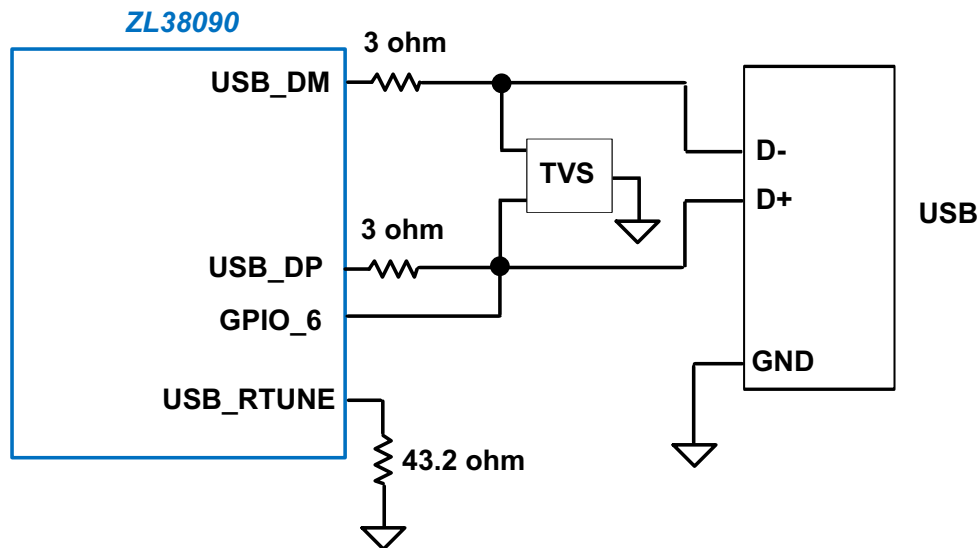 ZL38090
3 ohm
USB_DM
D-
TVS
D+
USB
3 ohm
USB_DP
GPIO_6
GND
USB_RTUNE
43.2 ohm